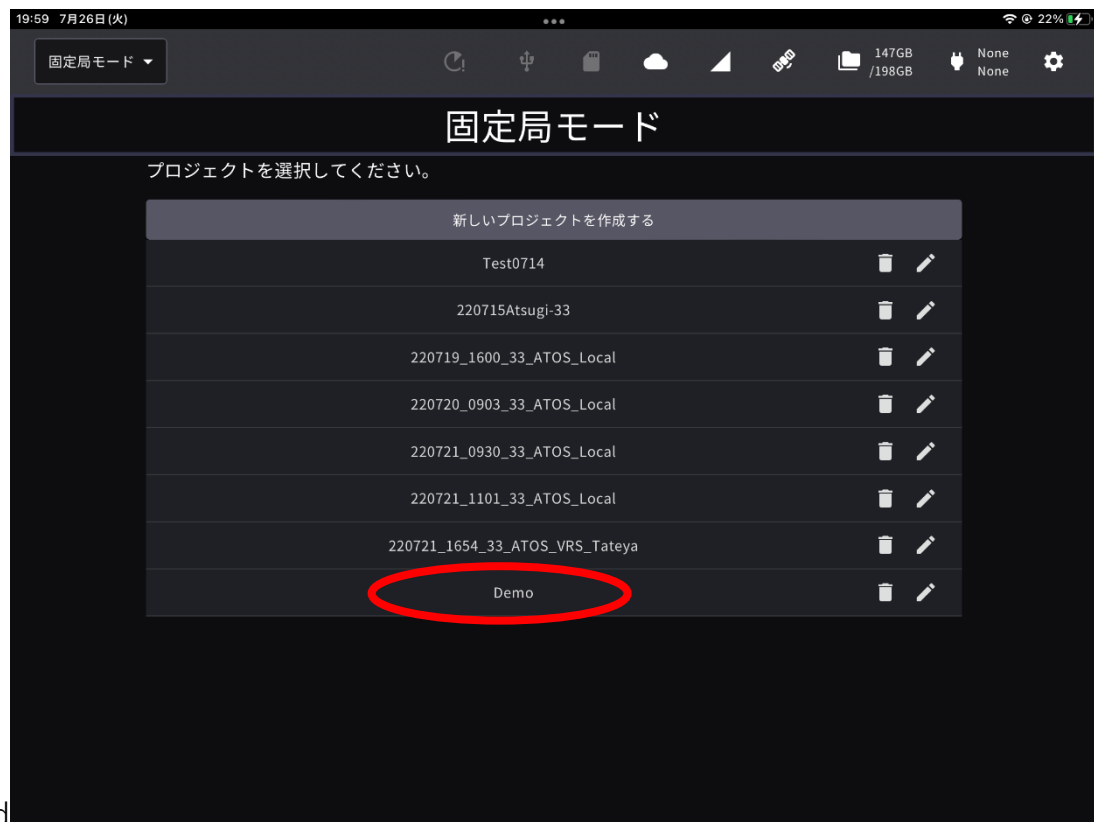 19:59 7月26日(火)
22%
固定局モード
147GB
/198GB
None
None
固定局モード
プロジェクトを選択してください。
新しいプロジェクトを作成する
Test0714
220715Atsugi-33
220719_1600_33_ATOS_Local
220720_0903_33_ATOS_Local
220721_0930_33_ATOS_Local
220721_1101_33_ATOS_Local
220721_1654_33_ATOS_VRS_Tateya
Demo